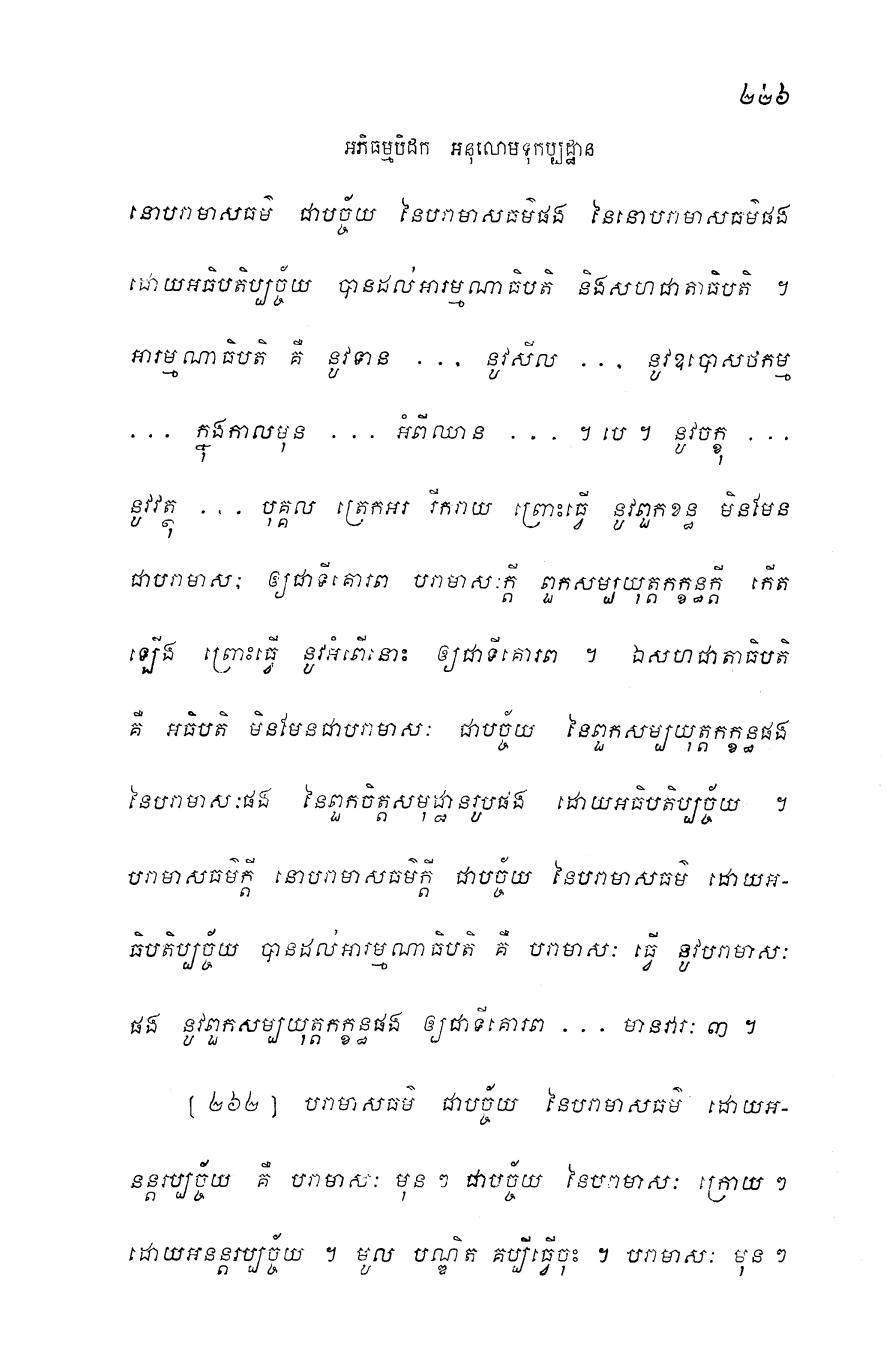 ២២៦
អភិធម្មបិដក អនុលោមទុកប្បដ្ឋាន
នោបរាមាសធម៌ ជាបច្ច័យ នៃបរាមាសធម៌ផង នៃនោបរាមាសធម៌ផង
ដោយអធិបតិប្បច្ច័យ បានដល់អារម្មណាធិបតិ និងសហជាតាធិបតិ ។
អារម្មណាធិបតិ គឺ នូវទាន ... នូវសីល ... នូវឧបោសថកម្ម
... ក្នុងកាលមុន ... អំពីឈាន ... ។ បេ ។ នូវចក្ខុ ...
នូវវត្ថុ ... បុគ្គល ត្រេកអរ រីករាយ ព្រោះធ្វើ នូវពួកខន្ធ មិនមែន
ជាបរាមាសៈ ឲ្យជាទីគោរព បរាមាសៈក្តី ពួកសម្បយុត្តកក្ខន្ធក្តី កើត
ឡើង ព្រោះធ្វើ នូវអំពើនោះ ឲ្យជាទីគោរព ។ ឯសហជាតាធិបតិ
គឺ អធិបតិ មិនមែនជាបរាមាសៈ ជាបច្ច័យ នៃពួកសម្បយុត្តកក្ខន្ធផង
នៃបរាមាសៈផង នៃពួកចិត្តសមុដ្ឋានរូបផង ដោយអធិបតិប្បច្ច័យ ។
បរាមាសធម៌ក្តី នោបរាមាសធម៌ក្តី ជាបច្ច័យ នៃបរាមាសធម៌ ដោយអ-
ធិបតិប្បច្ច័យ បានដល់អារម្មណាធិបតិ គឺ បរាមាសៈ ធ្វើ នូវបរាមាសៈ
ផង នូវពួកសម្បយុត្តកក្ខន្ធផង ឲ្យជាទីគោរព ... មានវារៈ ៣ ។
[ ២៦២ ] បរាមាសធម៌ ជាបច្ច័យ នៃបរាមាសធម៌ ដោយអ-
នន្តរប្បច្ច័យ គឺ បរាមាសៈ មុន ៗ ជាបច្ច័យ នៃបរាមាសៈ ក្រោយ ៗ
ដោយអនន្តរប្បច្ច័យ ។ មូល បណ្ឌិត គប្បីធ្វើចុះ ។ បរាមាសៈ មុន ៗ